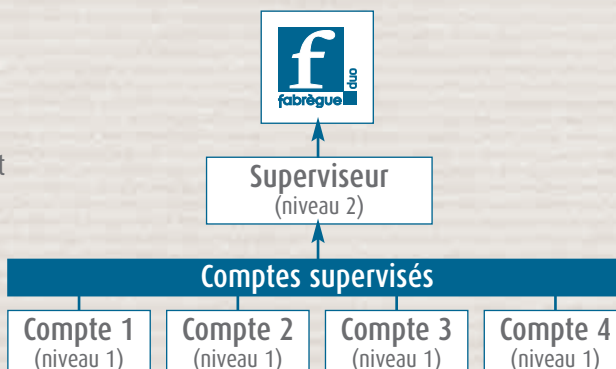 f
fabrègue duo
t
Superviseur
(niveau 2)
Comptes supervisés
Compte 1
(niveau 1)
Compte 2
(niveau 1)
Compte 3
(niveau 1)
Compte 4
(niveau 1)